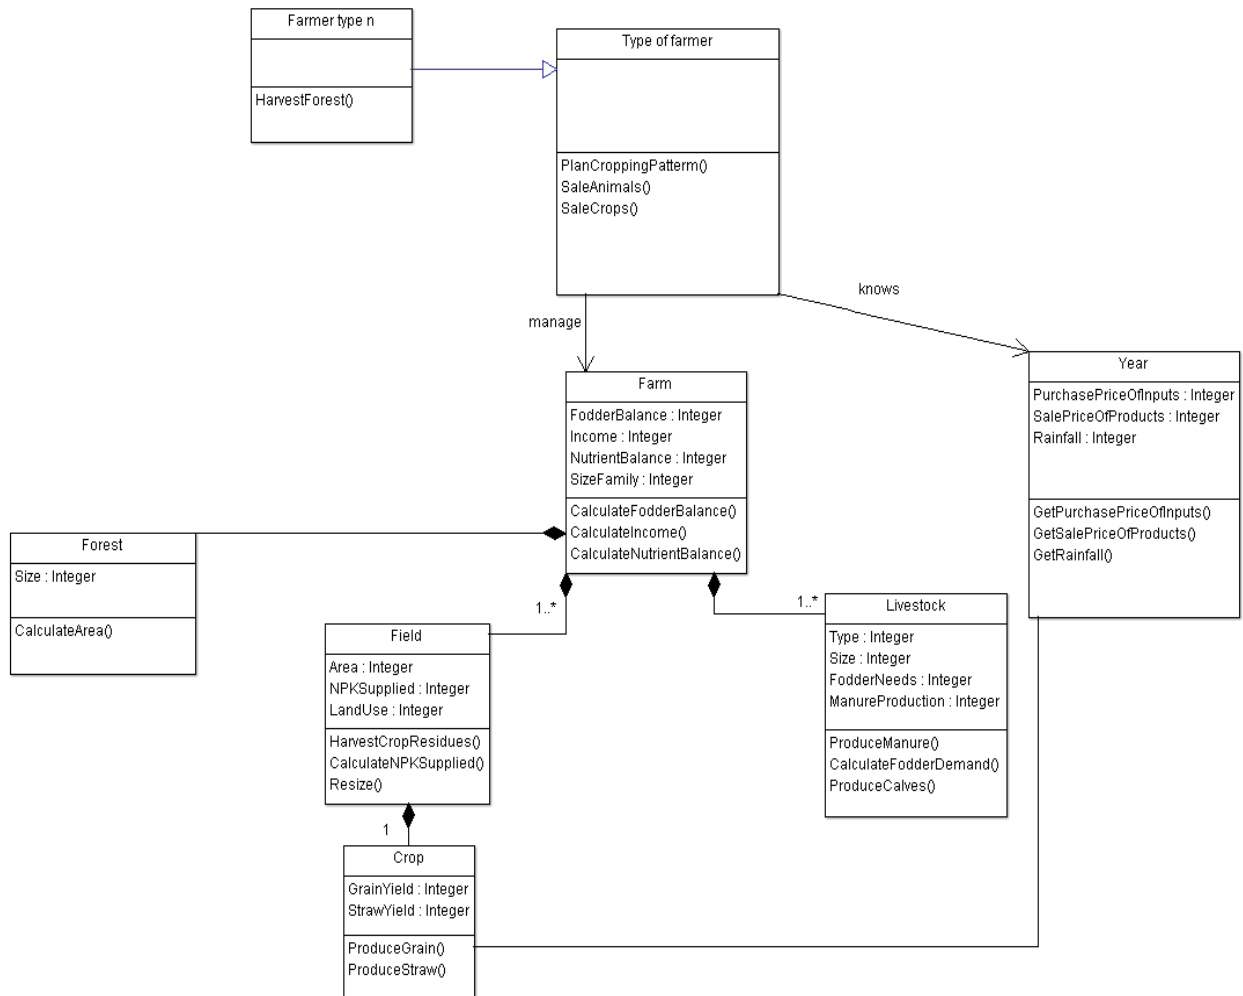 Farmer type n
HarvestForest()
Type of farmer
PlanCroppingPatterm()
SaleAnimals()
SaleCrops()
manage
knows
Farm
FodderBalance : Integer
Income : Integer
NutrientBalance : Integer
SizeFamily : Integer
CalculateFodderBalance()
CalculateIncome()
CalculateNutrientBalance()
Year
PurchasePriceOfInputs : Integer
SalePriceOfProducts : Integer
Rainfall : Integer
GetPurchasePriceOfInputs()
GetSalePriceOfProducts()
GetRainfall()
Forest
Size : Integer
CalculateArea()
1..*
1..*
Field
Area : Integer
NPKSupplied : Integer
LandUse : Integer
HarvestCropResidues()
CalculateNPKSupplied()
Resize()
Livestock
Type : Integer
Size : Integer
FodderNeeds : Integer
ManureProduction : Integer
ProduceManure()
CalculateFodderDemand()
ProduceCalves()
1
Crop
GrainYield : Integer
StrawYield : Integer
ProduceGrain()
ProduceStraw()